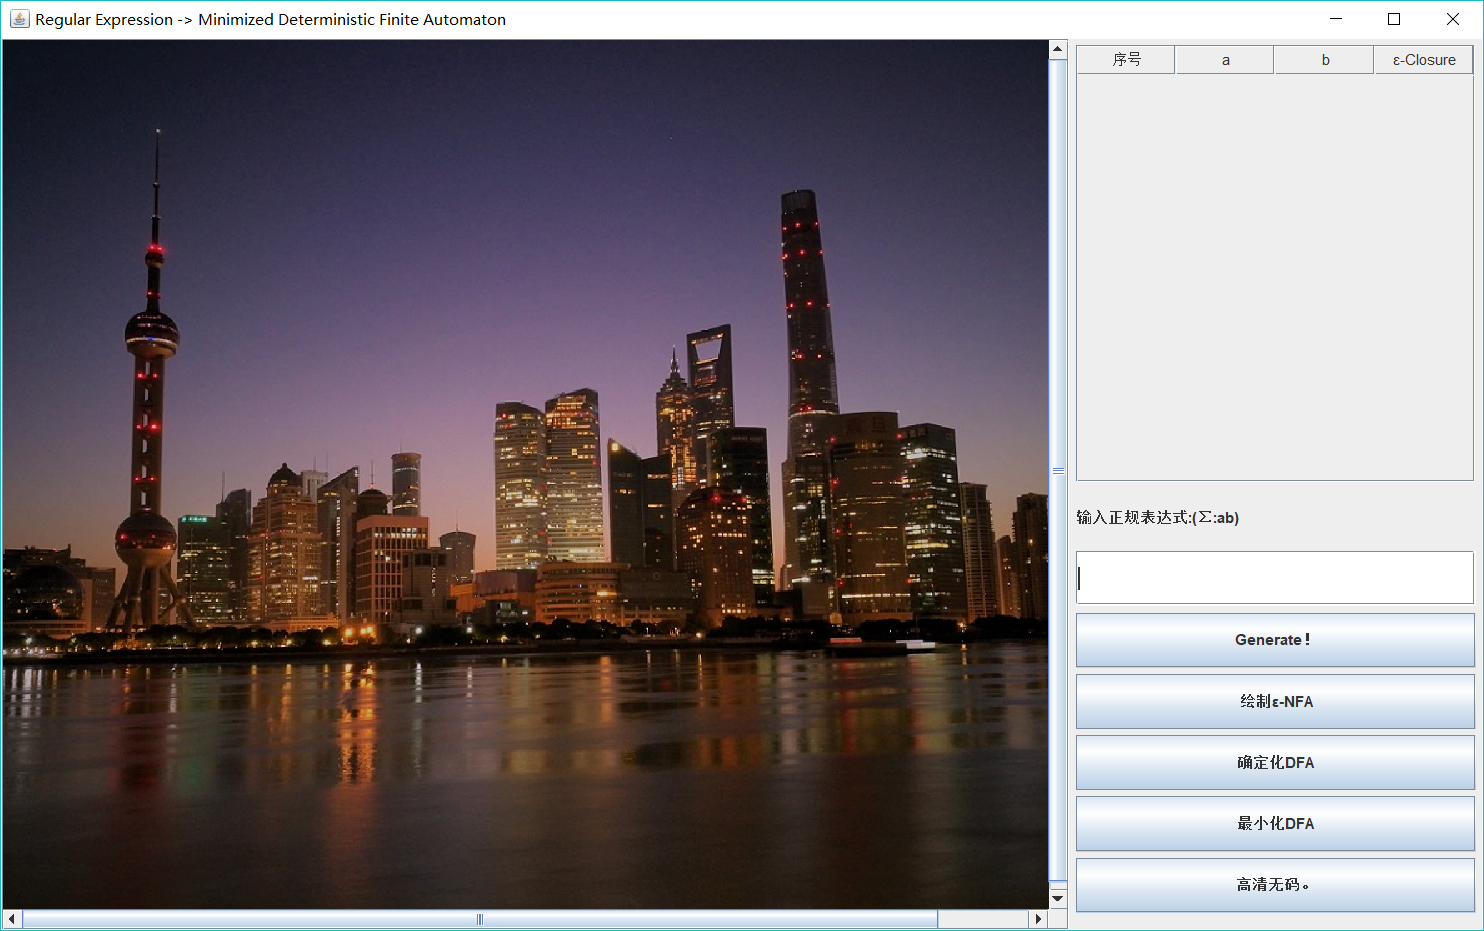 Regular Expression -> Minimized Deterministic Finite Automaton
序号 a b ε-Closure
输入正规表达式:(Σ:ab)
Generate！
绘制ε-NFA
确定化DFA
最小化DFA
高清无码。